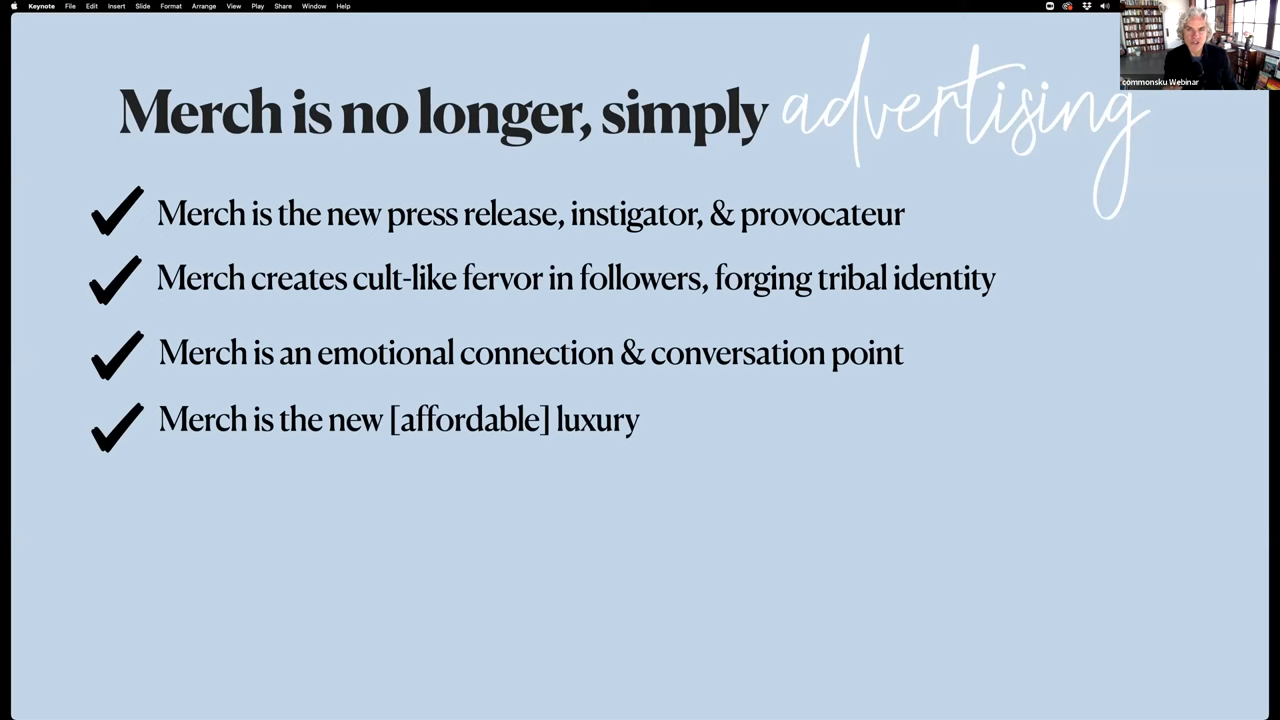 Keynote File Edit Insert Slide Format Arrange View Play Share Window Help
commonsku Webinar
Merch is no longer, simply advertising
Merch is the new press release, instigator, & provocateur
Merch creates cult-like fervor in followers, forging tribal identity
Merch is an emotional connection & conversation point
Merch is the new [affordable] luxury